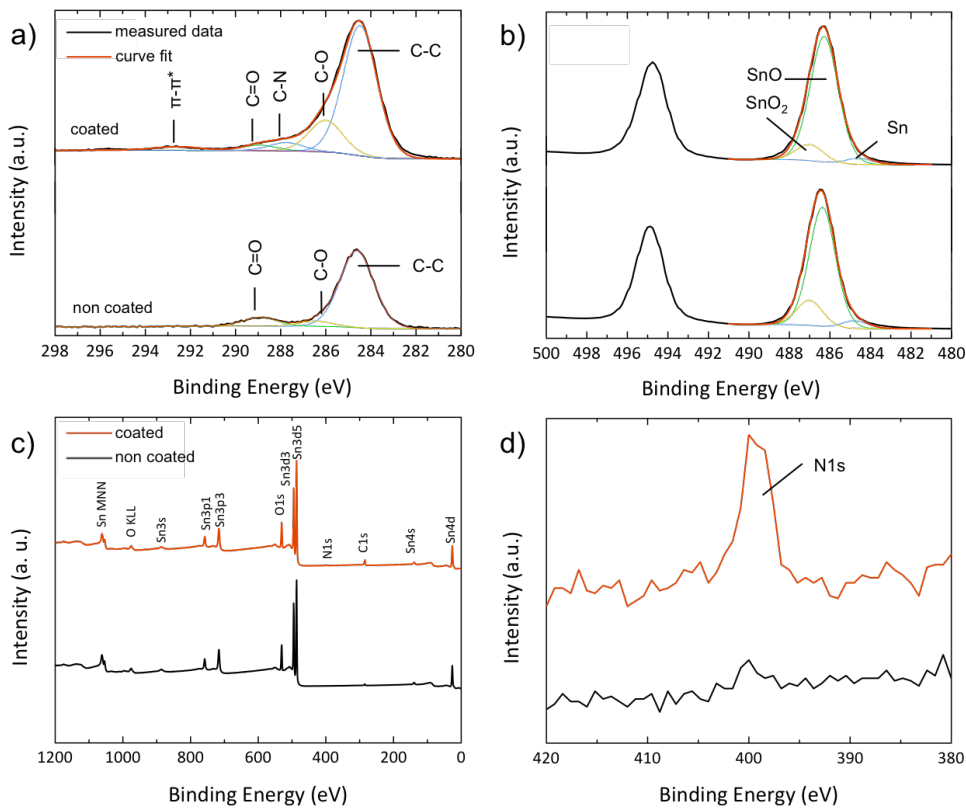 a)
measured data
curve fit
coated
π-π*
C=O
C-N
C-O
C-C
non coated
C=O
C-O
C-C
298 296 294 292 290 288 286 284 282 280
Binding Energy (eV)
Intensity (a.u.)
b)
SnO
SnO2
Sn
500 496 494 492 490 488 486 484 482 480
Binding Energy (eV)
Intensity (a.u.)
c)
coated
non coated
Sn MNN
O KLL
Sn3s
Sn3p1
Sn3p3
O1s
Sn3d3
Sn3d5
N1s
C1s
Sn4s
Sn4d
1200 1000 800 600 400 200 0
Binding Energy (eV)
Intensity (a. u.)
d)
N1s
420 410 400 390 380
Binding Energy (eV)
Intensity (a.u.)